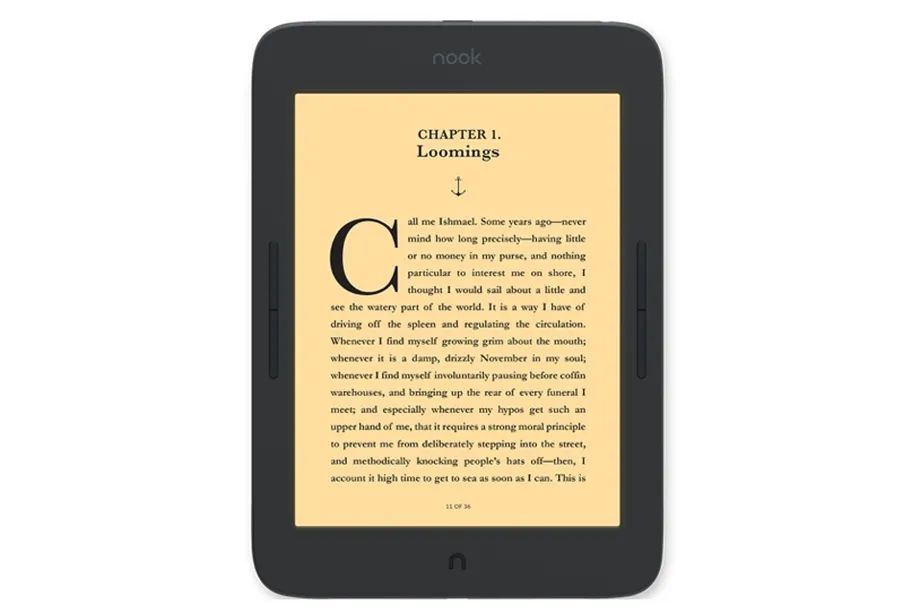 nook
CHAPTER 1.
Loomings
Call me Ishmael. Some years ago—never
mind how long precisely—having little
or no money in my purse, and nothing
particular to interest me on shore, I
thought I would sail about a little and
see the watery part of the world. It is a way I have of
driving off the spleen and regulating the circulation.
Whenever I find myself growing grim about the mouth;
whenever it is a damp, drizzly November in my soul;
whenever I find myself involuntarily pausing before coffin
warehouses, and bringing up the rear of every funeral I
meet; and especially whenever my hypos get such an
upper hand of me, that it requires a strong moral principle
to prevent me from deliberately stepping into the street,
and methodically knocking people's hats off—then, I
account it high time to get to sea as soon as I can. This is
11 OF 36
n